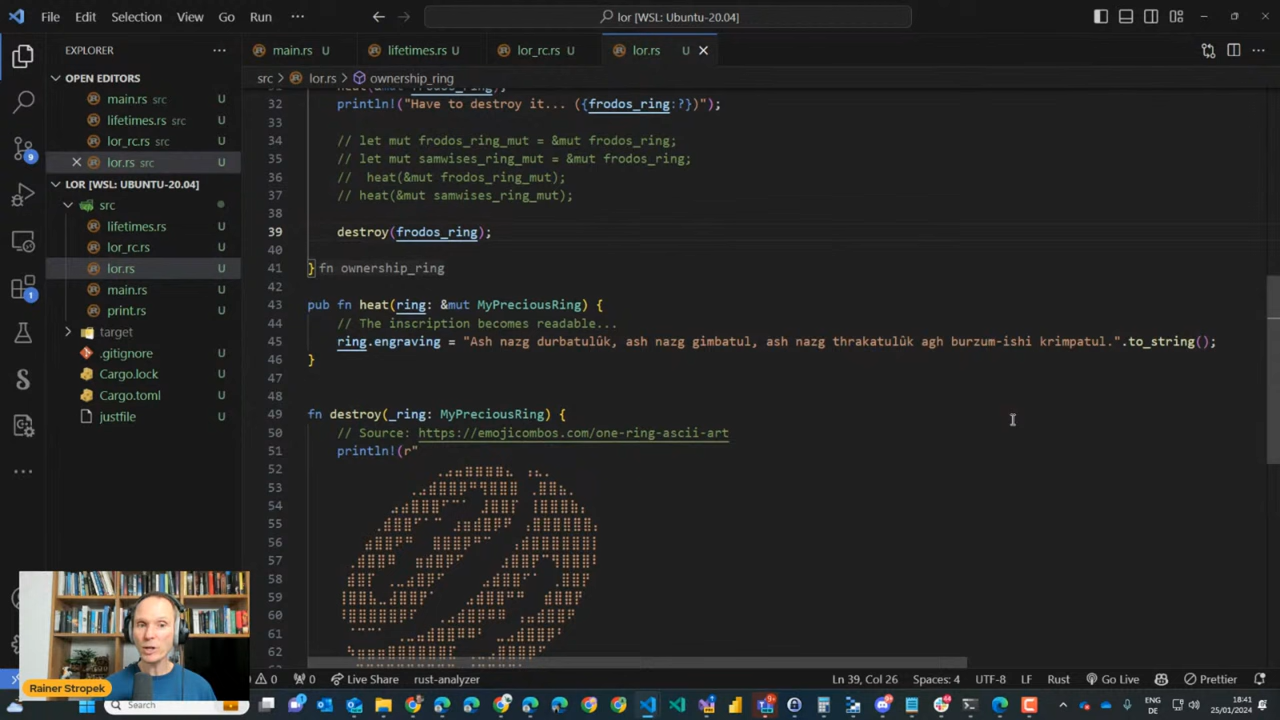 File Edit Selection View Go Run ··· lor [WSL: Ubuntu-20.04]
EXPLORER ···
OPEN EDITORS
main.rs src
lifetimes.rs src U
lor_rc.rs src U
lor.rs src U
LOR [WSL: UBUNTU-20.04]
src
lifetimes.rs U
lor_rc.rs U
lor.rs U
main.rs U
print.rs U
target
.gitignore U
Cargo.lock U
Cargo.toml U
justfile U
9
1
main.rs U lifetimes.rs U lor_rc.rs U lor.rs U
src > lor.rs > ownership_ring
32 println!("Have to destroy it... ({frodos_ring:?})");
33
34 // let mut frodos_ring_mut = &mut frodos_ring;
35 // let mut samwises_ring_mut = &mut frodos_ring;
36 // heat(&mut frodos_ring_mut);
37 // heat(&mut samwises_ring_mut);
38
39 destroy(frodos_ring);
40
41 } fn ownership_ring
42
43 pub fn heat(ring: &mut MyPreciousRing) {
44 // The inscription becomes readable...
45 ring.engraving = "Ash nazg durbatulûk, ash nazg gimbatul, ash nazg thrakatulûk agh burzum-ishi krimpatul.".to_string();
46 }
47
48
49 fn destroy(_ring: MyPreciousRing) {
50 // Source: https://emojicombos.com/one-ring-ascii-art
51 println!(r"
52
53
54
55
56
57
58
59
60
61
62
Rainer Stropek
0 0 Live Share rust-analyzer Ln 39, Col 26 Spaces: 4 UTF-8 LF Rust Go Live Prettier
Search
ENG
DE
18:41
25/01/2024